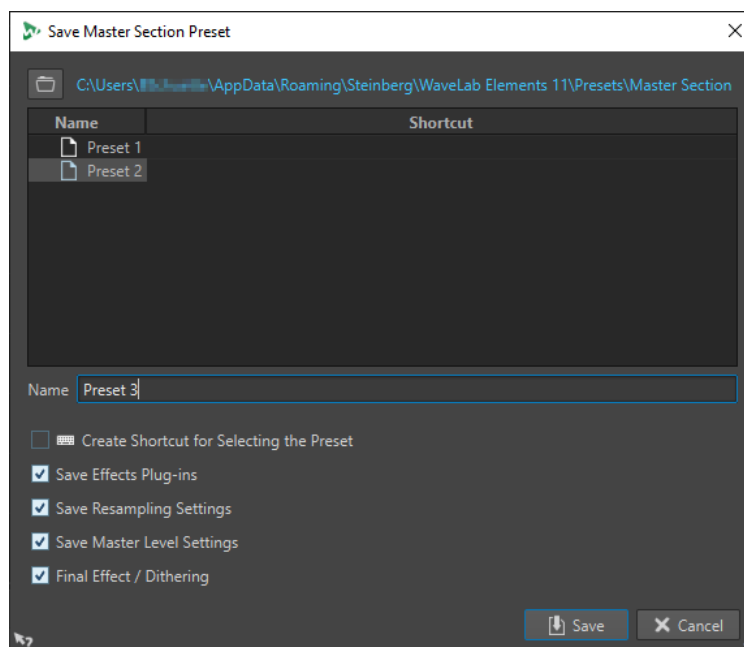 Save Master Section Preset
C:\Users\ \AppData\Roaming\Steinberg\WaveLab Elements 11\Presets\Master Section
Name Shortcut
Preset 1
Preset 2
Name Preset 3
Create Shortcut for Selecting the Preset
Save Effects Plug-ins
Save Resampling Settings
Save Master Level Settings
Final Effect / Dithering
Save Cancel